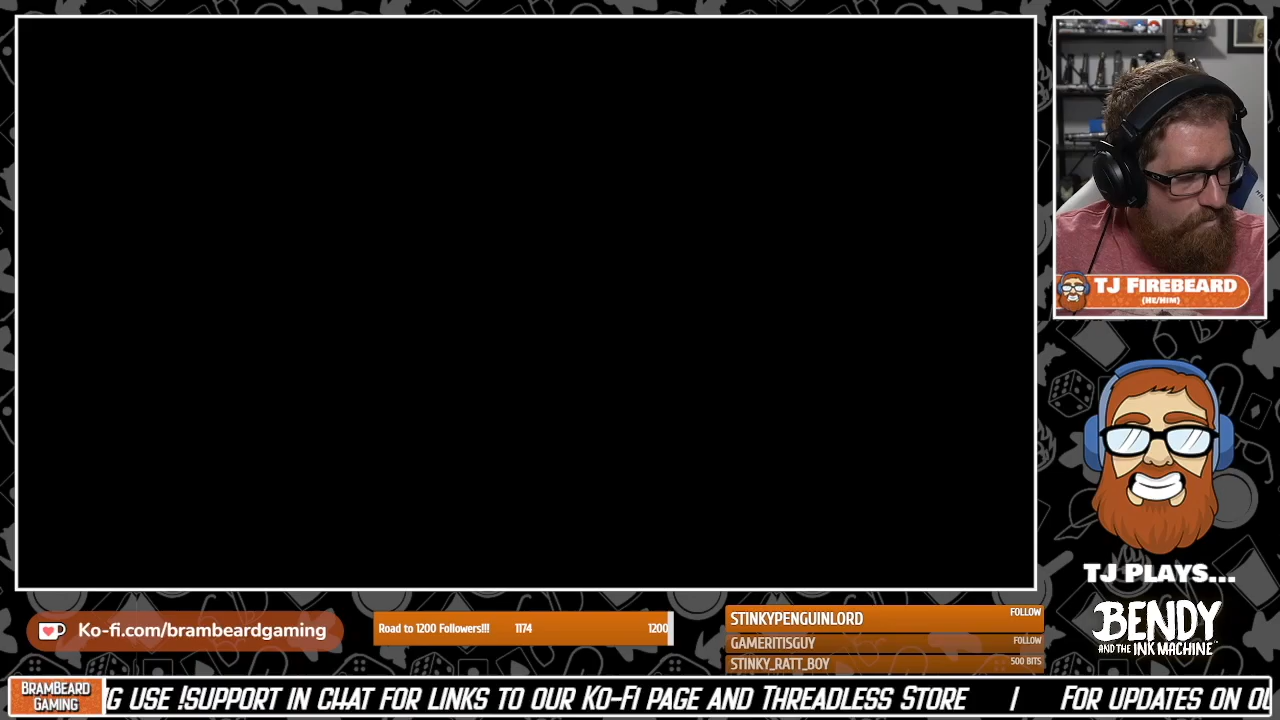 TJ Firebeard
(He/Him)
TJ Plays...
BENDY
AND THE INK MACHINE
Ko-fi.com/brambeardgaming
Road to 1200 Followers!!! 1174 1200
STINKYPENGUINLORD FOLLOW
GAMERITISGUY FOLLOW
STINKY_RATT_BOY 500 BITS
BramBeard
Gaming
G use !support in chat for links to our Ko-Fi page and Threadless Store | For updates on ou